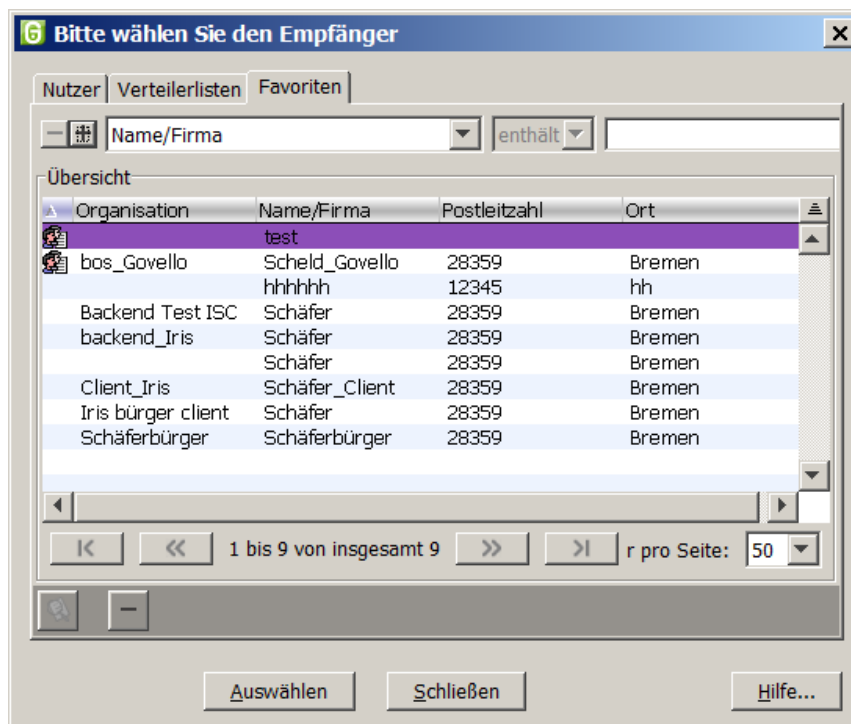 Bitte wählen Sie den Empfänger
Nutzer Verteilerlisten Favoriten
Name/Firma enthält
Übersicht
Organisation Name/Firma Postleitzahl Ort
test
bos_Govello Scheld_Govello 28359 Bremen
hhhhhh 12345 hh
Backend Test ISC Schäfer 28359 Bremen
backend_Iris Schäfer 28359 Bremen
Schäfer 28359 Bremen
Client_Iris Schäfer_Client 28359 Bremen
Iris bürger client Schäfer 28359 Bremen
Schäferbürger Schäferbürger 28359 Bremen
1 bis 9 von insgesamt 9 r pro Seite: 50
Auswählen Schließen Hilfe...